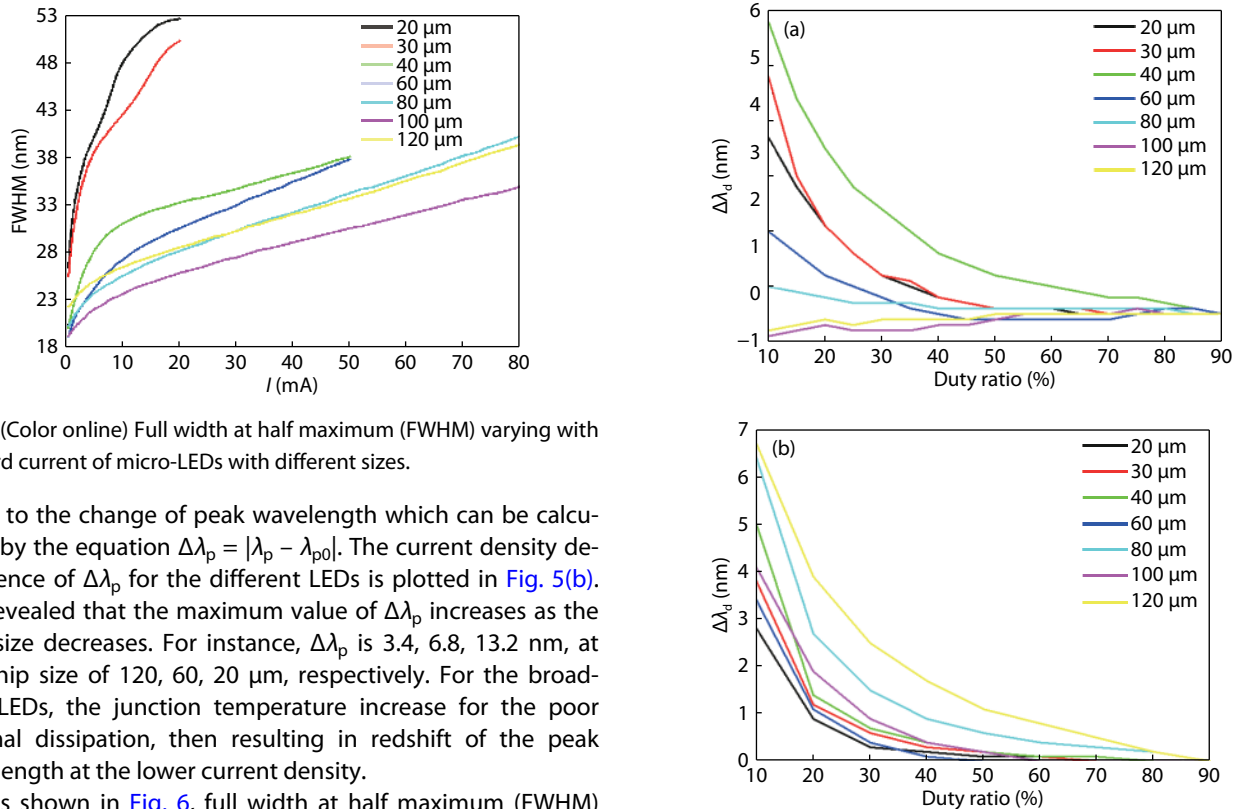 53
48
43
38
33
28
23
18
FWHM (nm)
20 μm
30 μm
40 μm
60 μm
80 μm
100 μm
120 μm
0 10 20 30 40 50 60 70 80
I (mA)
(Color online) Full width at half maximum (FWHM) varying with
rd current of micro-LEDs with different sizes.
to the change of peak wavelength which can be calcu-
by the equation Δλp = |λp – λp0|. The current density de-
ence of Δλp for the different LEDs is plotted in Fig. 5(b).
evealed that the maximum value of Δλp increases as the
size decreases. For instance, Δλp is 3.4, 6.8, 13.2 nm, at
hip size of 120, 60, 20 μm, respectively. For the broad-
LEDs, the junction temperature increase for the poor
nal dissipation, then resulting in redshift of the peak
length at the lower current density.
s shown in Fig. 6, full width at half maximum (FWHM)
(a)
6
5
4
3
2
1
0
−1
Δλd (nm)
20 μm
30 μm
40 μm
60 μm
80 μm
100 μm
120 μm
10 20 30 40 50 60 70 80 90
Duty ratio (%)
(b)
7
6
5
4
3
2
1
0
Δλd (nm)
20 μm
30 μm
40 μm
60 μm
80 μm
100 μm
120 μm
10 20 30 40 50 60 70 80 90
Duty ratio (%)